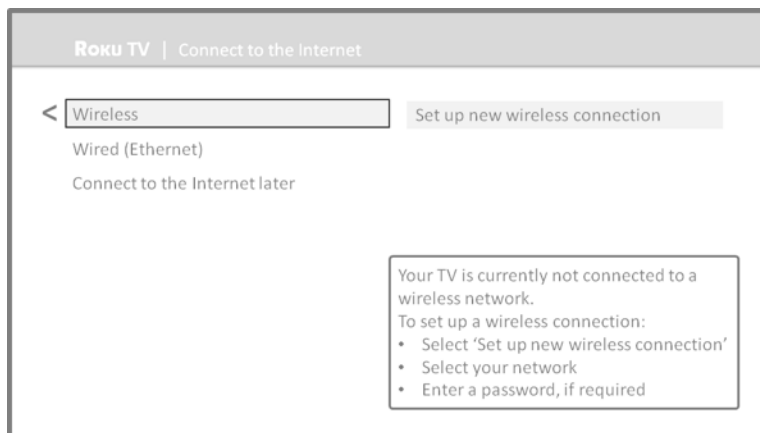 ROKU TV | Connect to the Internet
< Wireless
Set up new wireless connection
Wired (Ethernet)
Connect to the Internet later
Your TV is currently not connected to a
wireless network.
To set up a wireless connection:
• Select ‘Set up new wireless connection’
• Select your network
• Enter a password, if required